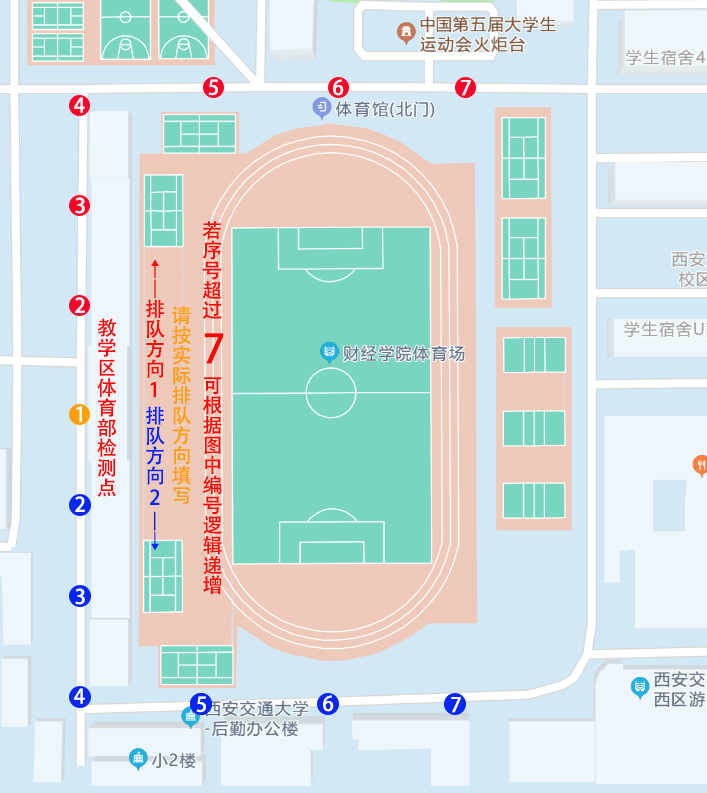 中国第五届大学生
运动会火炬台
学生宿舍4
5
6
7
4
体育馆(北门)
3
2
1
2
3
4
5
6
7
教学区体育部检测点
排队方向1
排队方向2
请按实际排队方向填写
若序号超过
7
可根据图中编号逻辑递增
财经学院体育场
西安
校区
学生宿舍U
西安交
西区游
西安交通大学
-后勤办公楼
小2楼